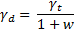 γ_d = γ_t / (1 + w)